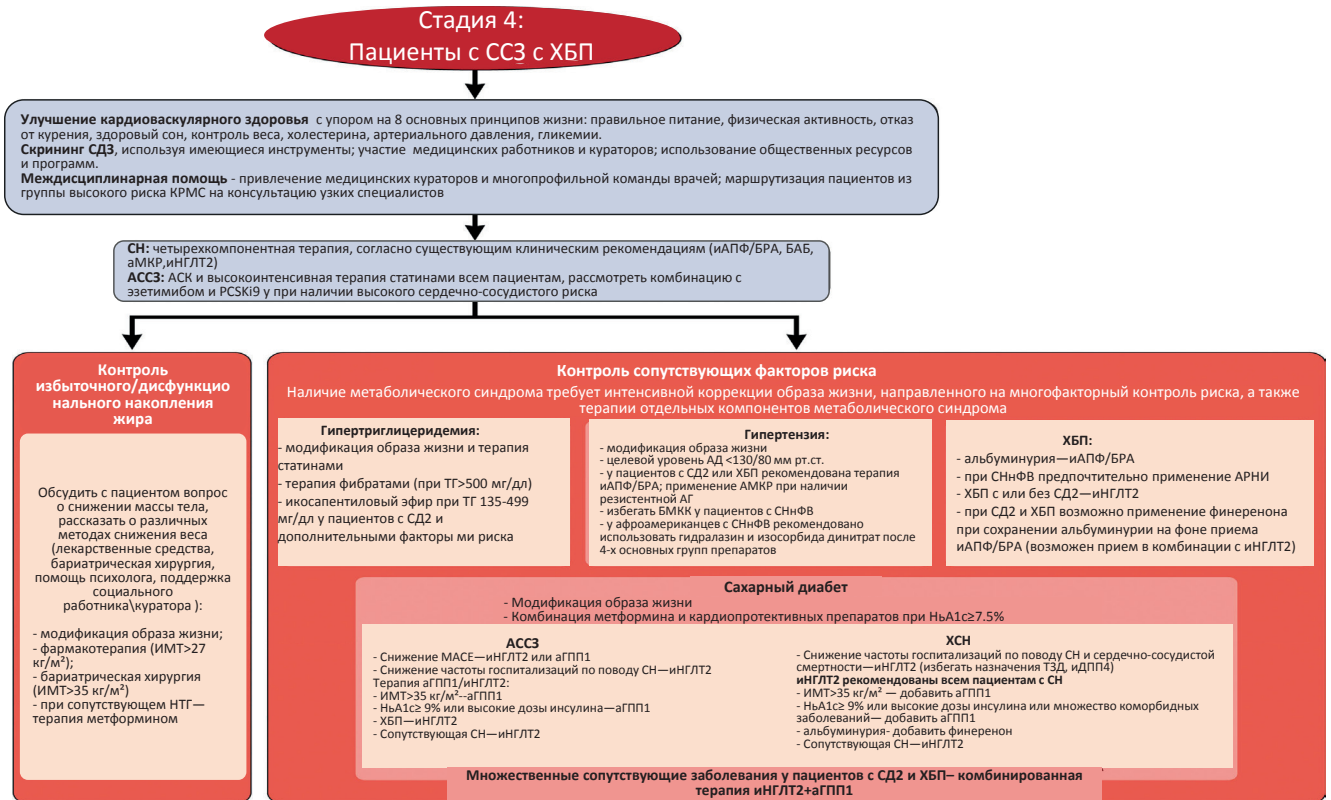 Стадия 4:
Пациенты с ССЗ с ХБП
Улучшение кардиоваскулярного здоровья с упором на 8 основных принципов жизни: правильное питание, физическая активность, отказ
от курения, здоровый сон, контроль веса, холестерина, артериального давления, гликемии.
Скрининг СДЗ, используя имеющиеся инструменты; участие медицинских работников и кураторов; использование общественных ресурсов
и программ.
Междисциплинарная помощь - привлечение медицинских кураторов и многопрофильной команды врачей; маршрутизация пациентов из
группы высокого риска КРМС на консультацию узких специалистов
СН: четырехкомпонентная терапия, согласно существующим клиническим рекомендациям (иАПФ/БРА, БАБ,
аМКР,иНГЛТ2)
АССЗ: АСК и высокоинтенсивная терапия статинами всем пациентам, рассмотреть комбинацию с
эзетимибом и PCSKi9 у при наличии высокого сердечно-сосудистого риска
Контроль
избыточного/дисфункцио
нального накопления
жира
Обсудить с пациентом вопрос
о снижении массы тела,
рассказать о различных
методах снижения веса
(лекарственные средства,
бариатрическая хирургия,
помощь психолога, поддержка
социального
работника\куратора ):
- модификация образа жизни;
- фармакотерапия (ИМТ>27
кг/м²);
- бариатрическая хирургия
(ИМТ>35 кг/м²)
- при сопутствующем НТГ—
терапия метформином
Контроль сопутствующих факторов риска
Наличие метаболического синдрома требует интенсивной коррекции образа жизни, направленного на многофакторный контроль риска, а также
терапии отдельных компонентов метаболического синдрома
Гипертриглицеридемия:
- модификация образа жизни и терапия
статинами
- терапия фибратами (при ТГ>500 мг/дл)
- икосапентиловый эфир при ТГ 135-499
мг/дл у пациентов с СД2 и
дополнительными факторы ми риска
Гипертензия:
- модификация образа жизни
- целевой уровень АД <130/80 мм рт.ст.
- у пациентов с СД2 или ХБП рекомендована терапия
иАПФ/БРА; применение АМКР при наличии
резистентной АГ
- избегать БМКК у пациентов с СНнФВ
- у афроамериканцев с СНнФВ рекомендовано
использовать гидралазин и изосорбида динитрат после
4-х основных групп препаратов
ХБП:
- альбуминурия—иАПФ/БРА
- при СНнФВ предпочтительно применение АРНИ
- ХБП с или без СД2—иНГЛТ2
- при СД2 и ХБП возможно применение финеренона
при сохранении альбуминурии на фоне приема
иАПФ/БРА (возможен прием в комбинации с иНГЛТ2)
Сахарный диабет
- Модификация образа жизни
- Комбинация метформина и кардиопротективных препаратов при HьA1c≥7.5%
АССЗ
- Снижение MACE—иНГЛТ2 или аГПП1
- Снижение частоты госпитализаций по поводу СН—иНГЛТ2
Терапия аГПП1/иНГЛТ2:
- ИМТ>35 кг/м²--аГПП1
- HьA1c≥ 9% или высокие дозы инсулина—аГПП1
- ХБП—иНГЛТ2
- Сопутствующая СН—иНГЛТ2
ХСН
- Снижение частоты госпитализаций по поводу СН и сердечно-сосудистой
смертности—иНГЛТ2 (избегать назначения ТЗД, иДПП4)
иНГЛТ2 рекомендованы всем пациентам с СН
- ИМТ>35 кг/м² — добавить аГПП1
- HьA1c≥ 9% или высокие дозы инсулина или множество коморбидных
заболеваний— добавить аГПП1
- альбуминурия- добавить финеренон
- Сопутствующая СН—иНГЛТ2
Множественные сопутствующие заболевания у пациентов с СД2 и ХБП– комбинированная
терапия иНГЛТ2+аГПП1